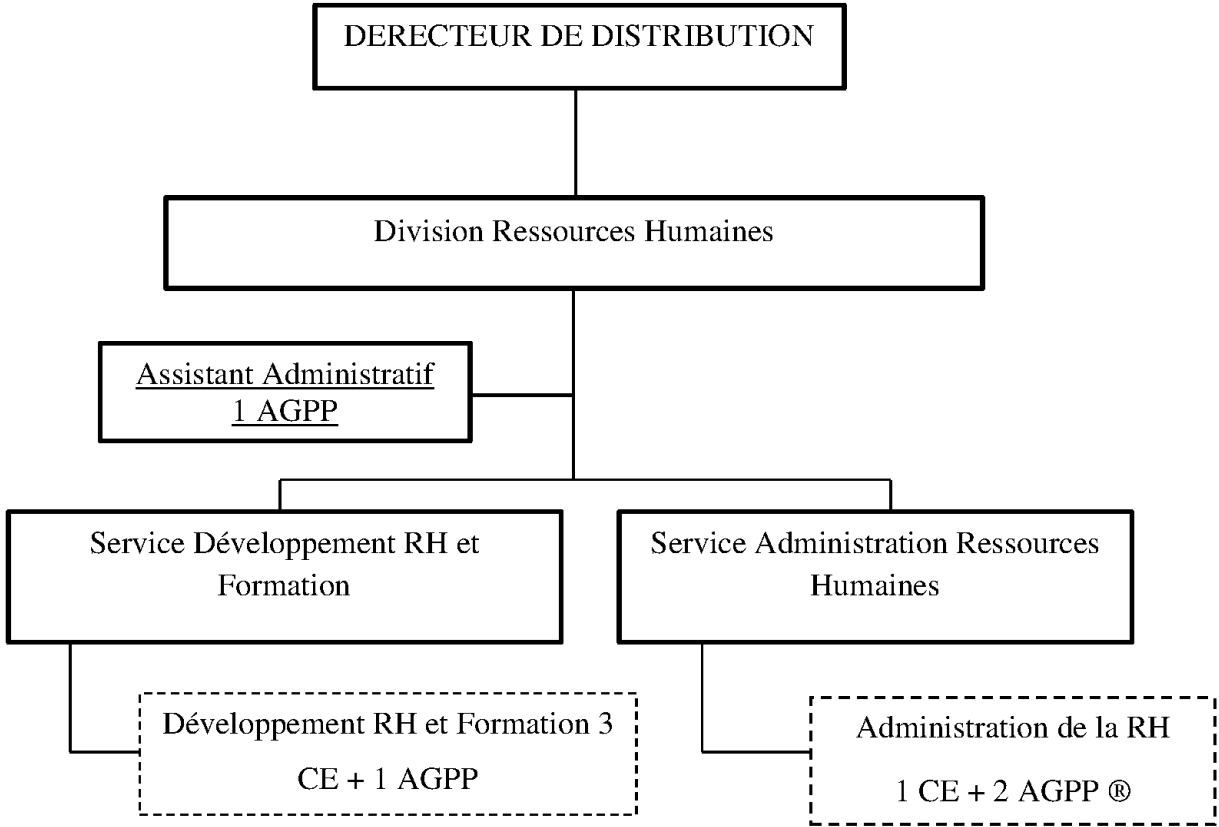 DERECTEUR DE DISTRIBUTION
Division Ressources Humaines
Assistant Administratif
1 AGPP
Service Développement RH et
Formation
Service Administration Ressources
Humaines
Développement RH et Formation 3
CE + 1 AGPP
Administration de la RH
1 CE + 2 AGPP ®